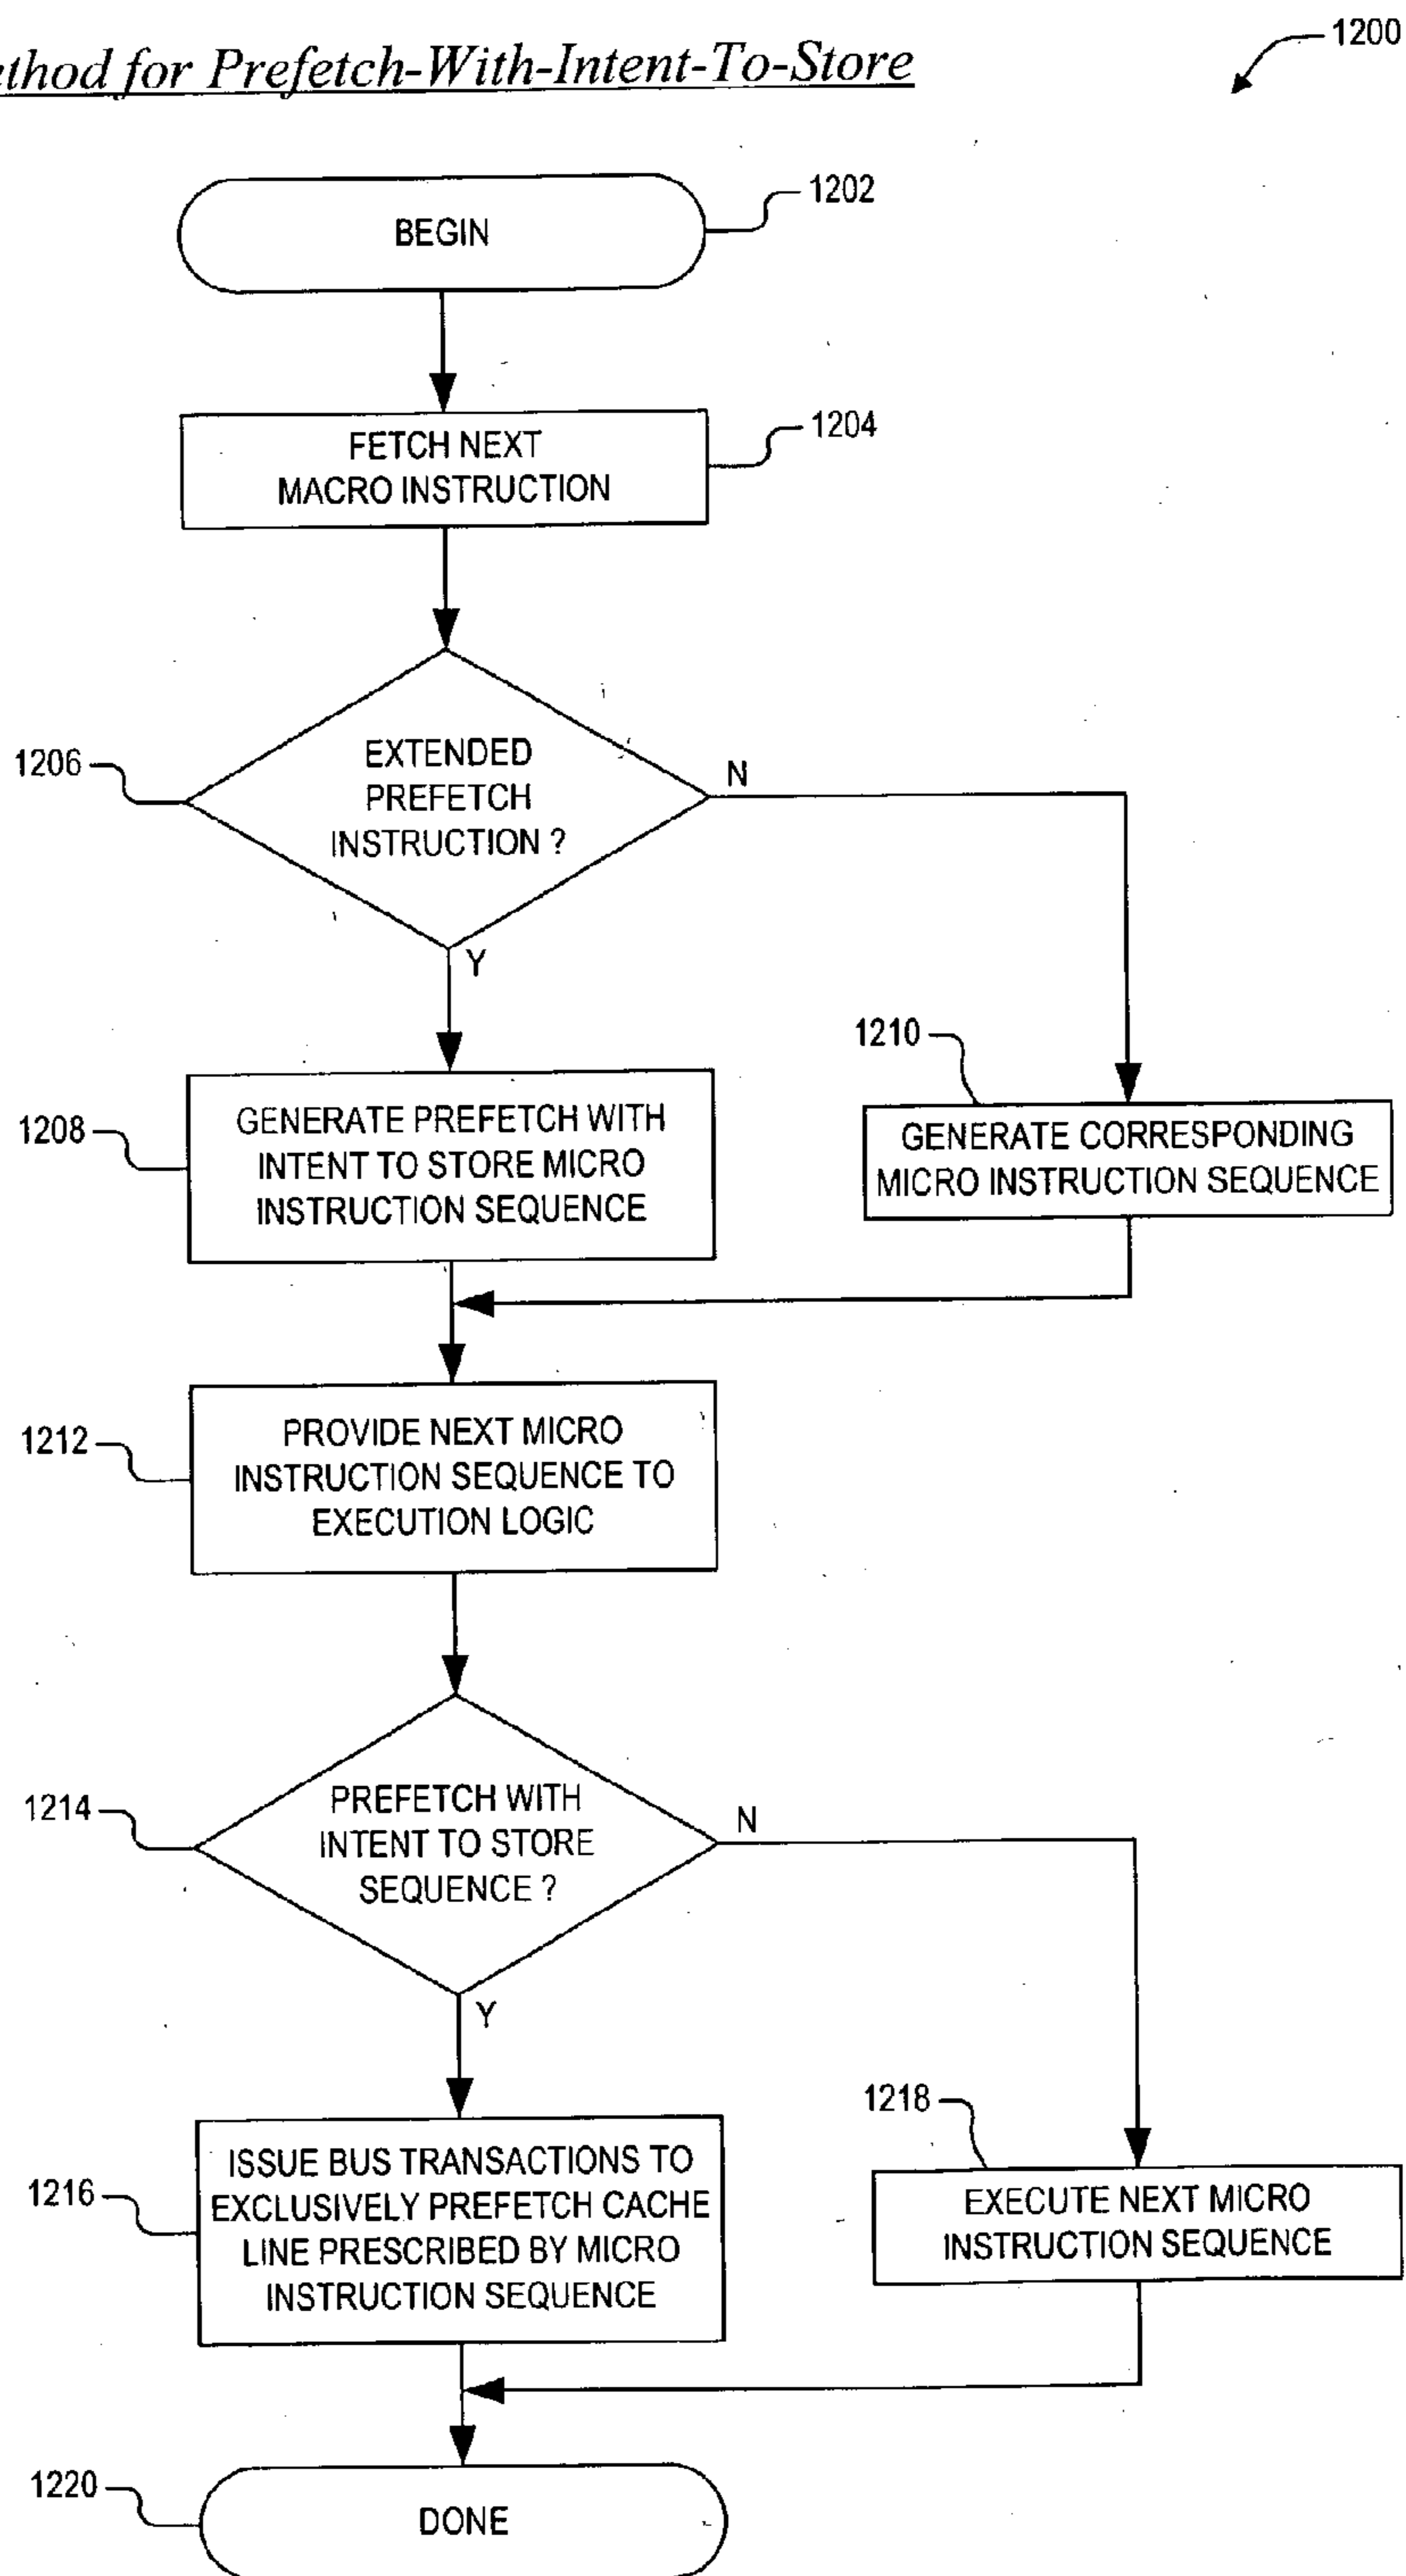 ethod for Prefetch-With-Intent-To-Store
1200
BEGIN
1202
FETCH NEXT
MACRO INSTRUCTION
1204
1206
EXTENDED
PREFETCH
INSTRUCTION ?
N
Y
1208
GENERATE PREFETCH WITH
INTENT TO STORE MICRO
INSTRUCTION SEQUENCE
1210
GENERATE CORRESPONDING
MICRO INSTRUCTION SEQUENCE
1212
PROVIDE NEXT MICRO
INSTRUCTION SEQUENCE TO
EXECUTION LOGIC
1214
PREFETCH WITH
INTENT TO STORE
SEQUENCE ?
N
Y
1216
ISSUE BUS TRANSACTIONS TO
EXCLUSIVELY PREFETCH CACHE
LINE PRESCRIBED BY MICRO
INSTRUCTION SEQUENCE
1218
EXECUTE NEXT MICRO
INSTRUCTION SEQUENCE
1220
DONE